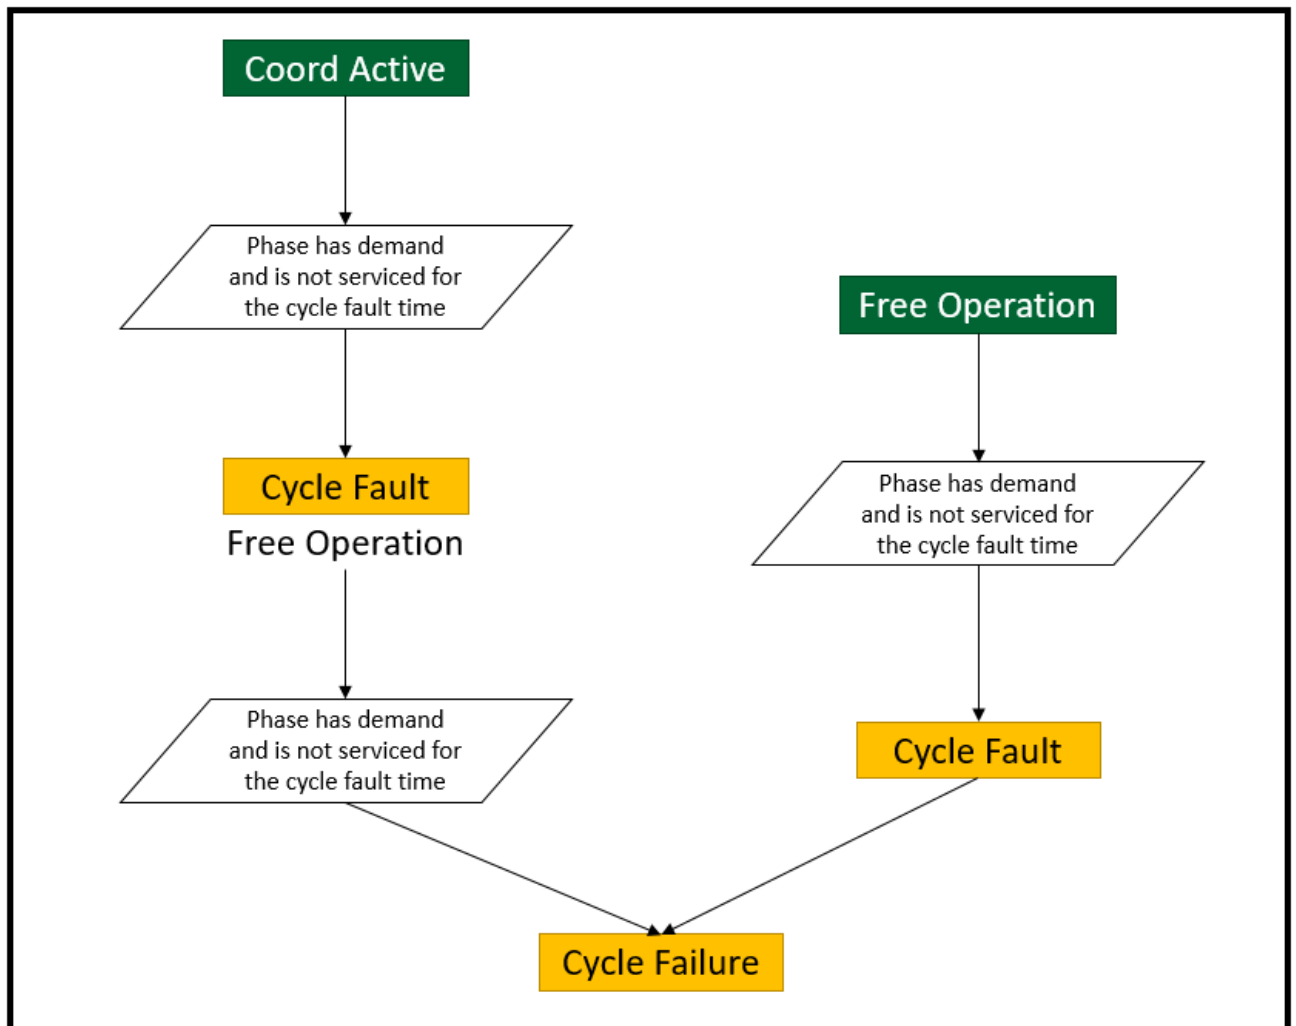 Coord Active
Phase has demand
and is not serviced for
the cycle fault time
Cycle Fault
Free Operation
Phase has demand
and is not serviced for
the cycle fault time
Free Operation
Phase has demand
and is not serviced for
the cycle fault time
Cycle Fault
Cycle Failure